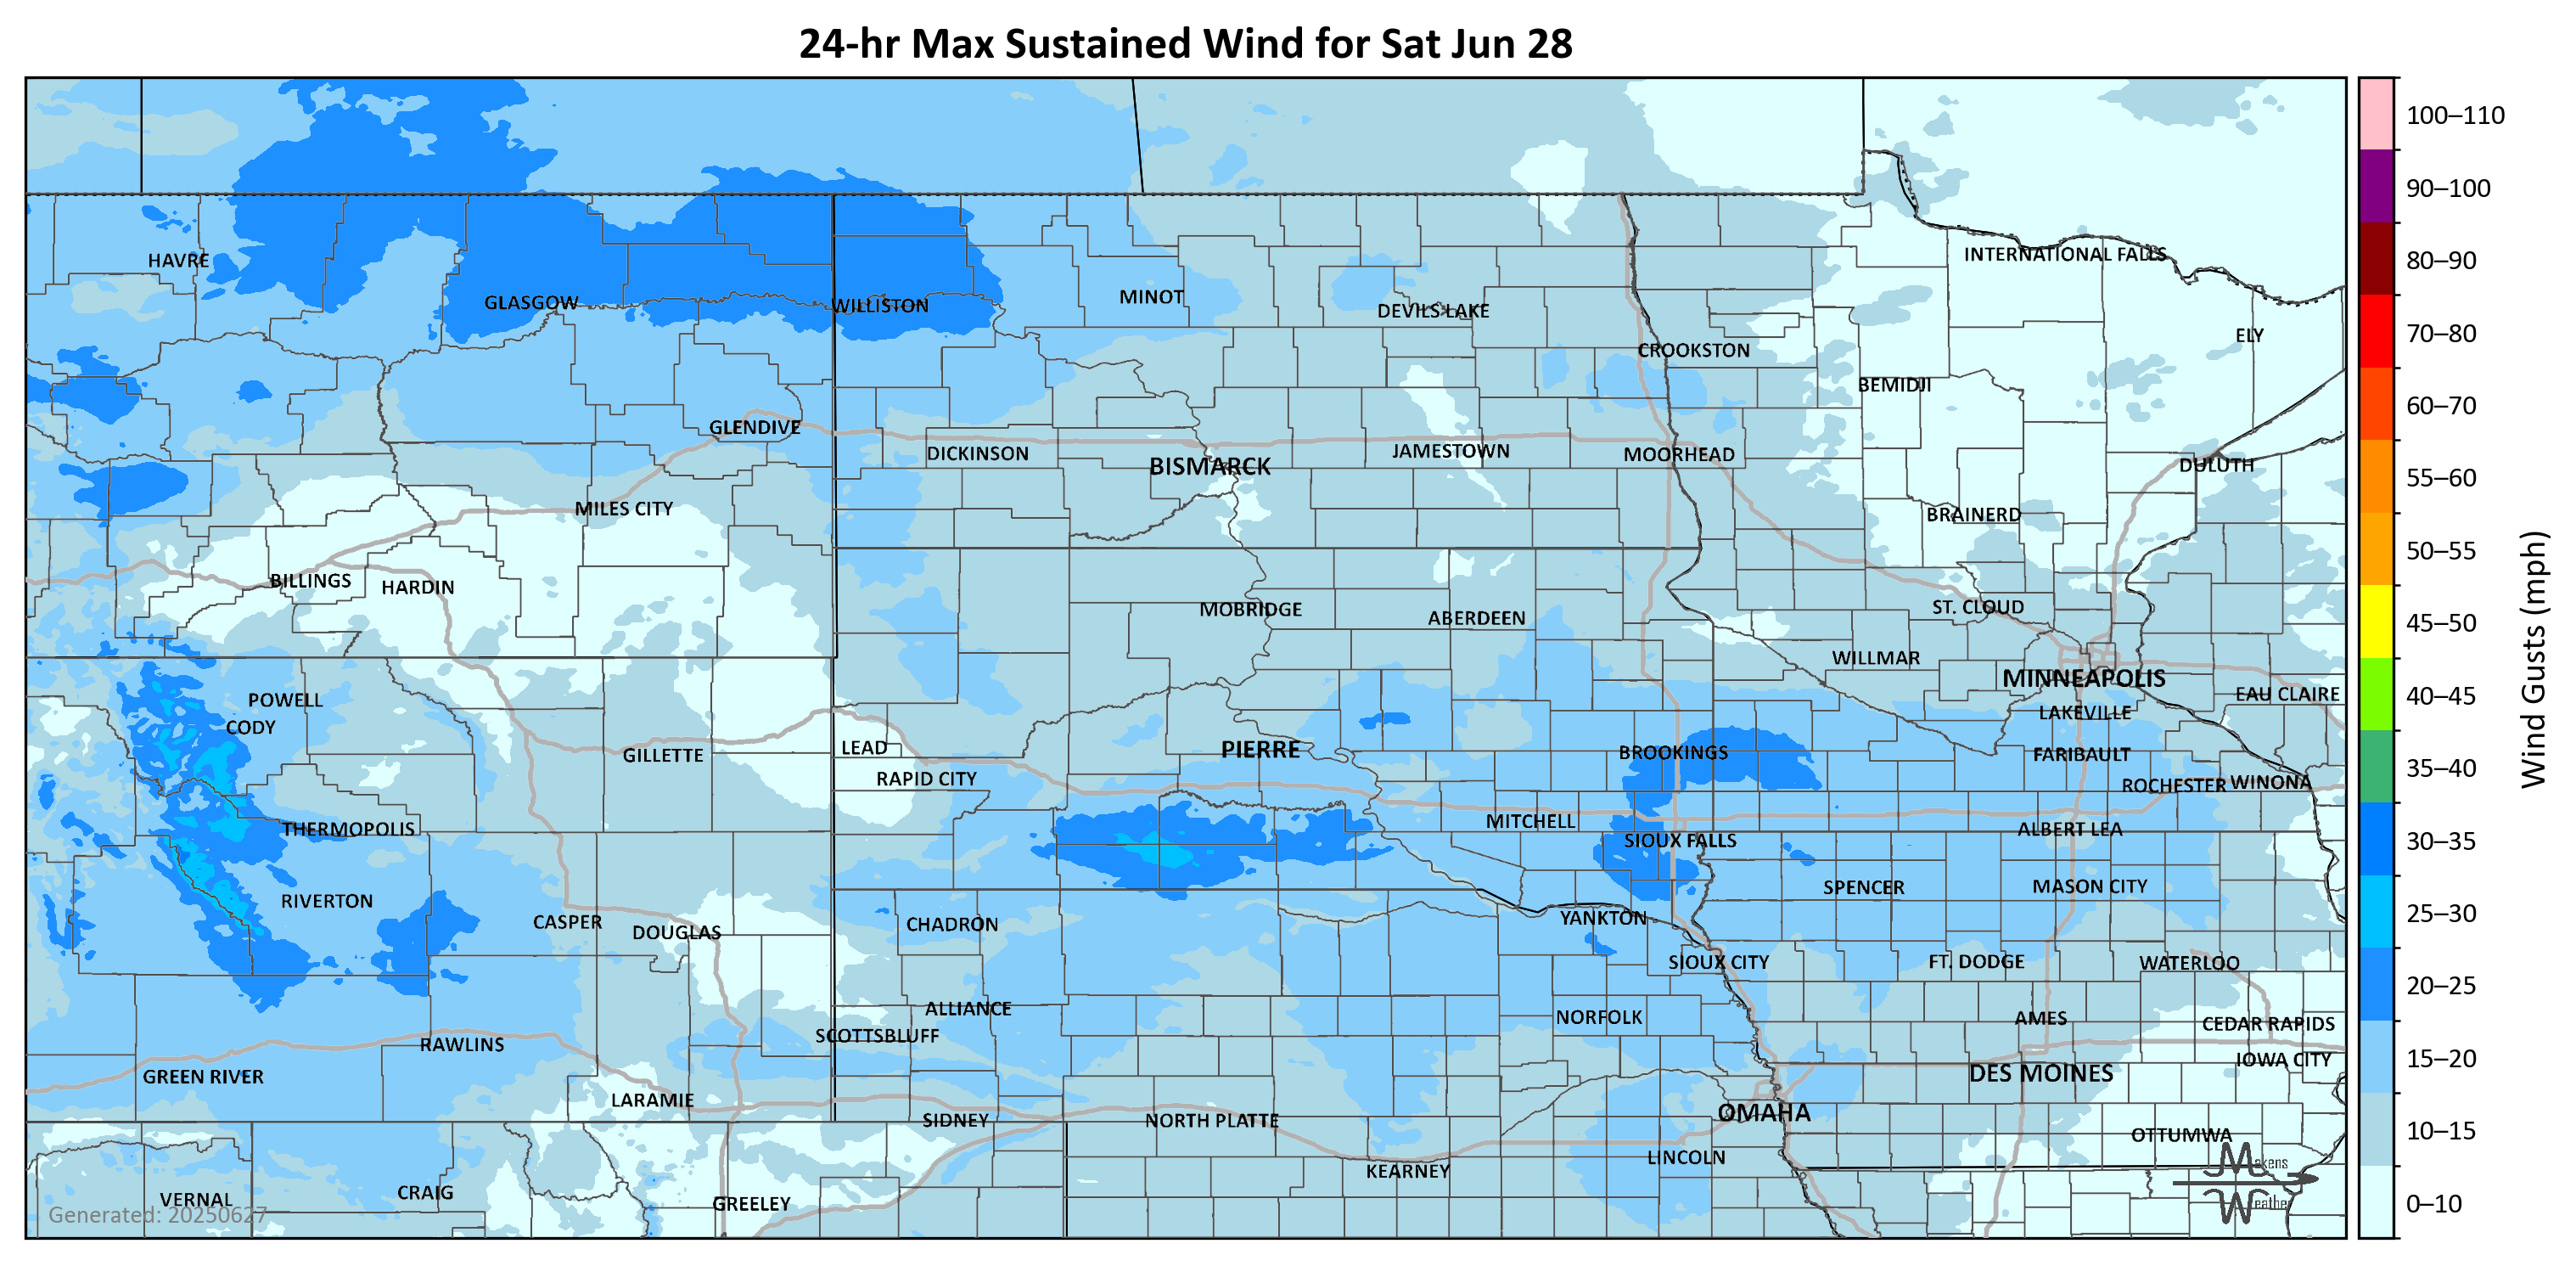 24-hr Max Sustained Wind for Sat Jun 28
HAVRE
GLASGOW
WILLISTON
MINOT
DEVILS LAKE
INTERNATIONAL FALLS
ELY
CROOKSTON
BEMIDJI
GLENDIVE
DICKINSON
BISMARCK
JAMESTOWN
MOORHEAD
DULUTH
MILES CITY
BRAINERD
BILLINGS
HARDIN
MOBRIDGE
ABERDEEN
ST. CLOUD
WILLMAR
MINNEAPOLIS
EAU CLAIRE
POWELL
CODY
LAKEVILLE
GILLETTE
LEAD
PIERRE
BROOKINGS
FARIBAULT
RAPID CITY
ROCHESTER
WINONA
THERMOPOLIS
MITCHELL
SIOUX FALLS
ALBERT LEA
RIVERTON
SPENCER
MASON CITY
CASPER
DOUGLAS
CHADRON
YANKTON
SIOUX CITY
FT. DODGE
WATERLOO
ALLIANCE
NORFOLK
AMES
CEDAR RAPIDS
SCOTTSBLUFF
RAWLINS
IOWA CITY
GREEN RIVER
DES MOINES
LARAMIE
SIDNEY
NORTH PLATTE
OMAHA
OTTUMWA
KEARNEY
LINCOLN
VERNAL
CRAIG
GREELEY
Generated: 20250627
Makens
Weather
100–110
90–100
80–90
70–80
60–70
55–60
50–55
45–50
40–45
35–40
30–35
25–30
20–25
15–20
10–15
0–10
Wind Gusts (mph)